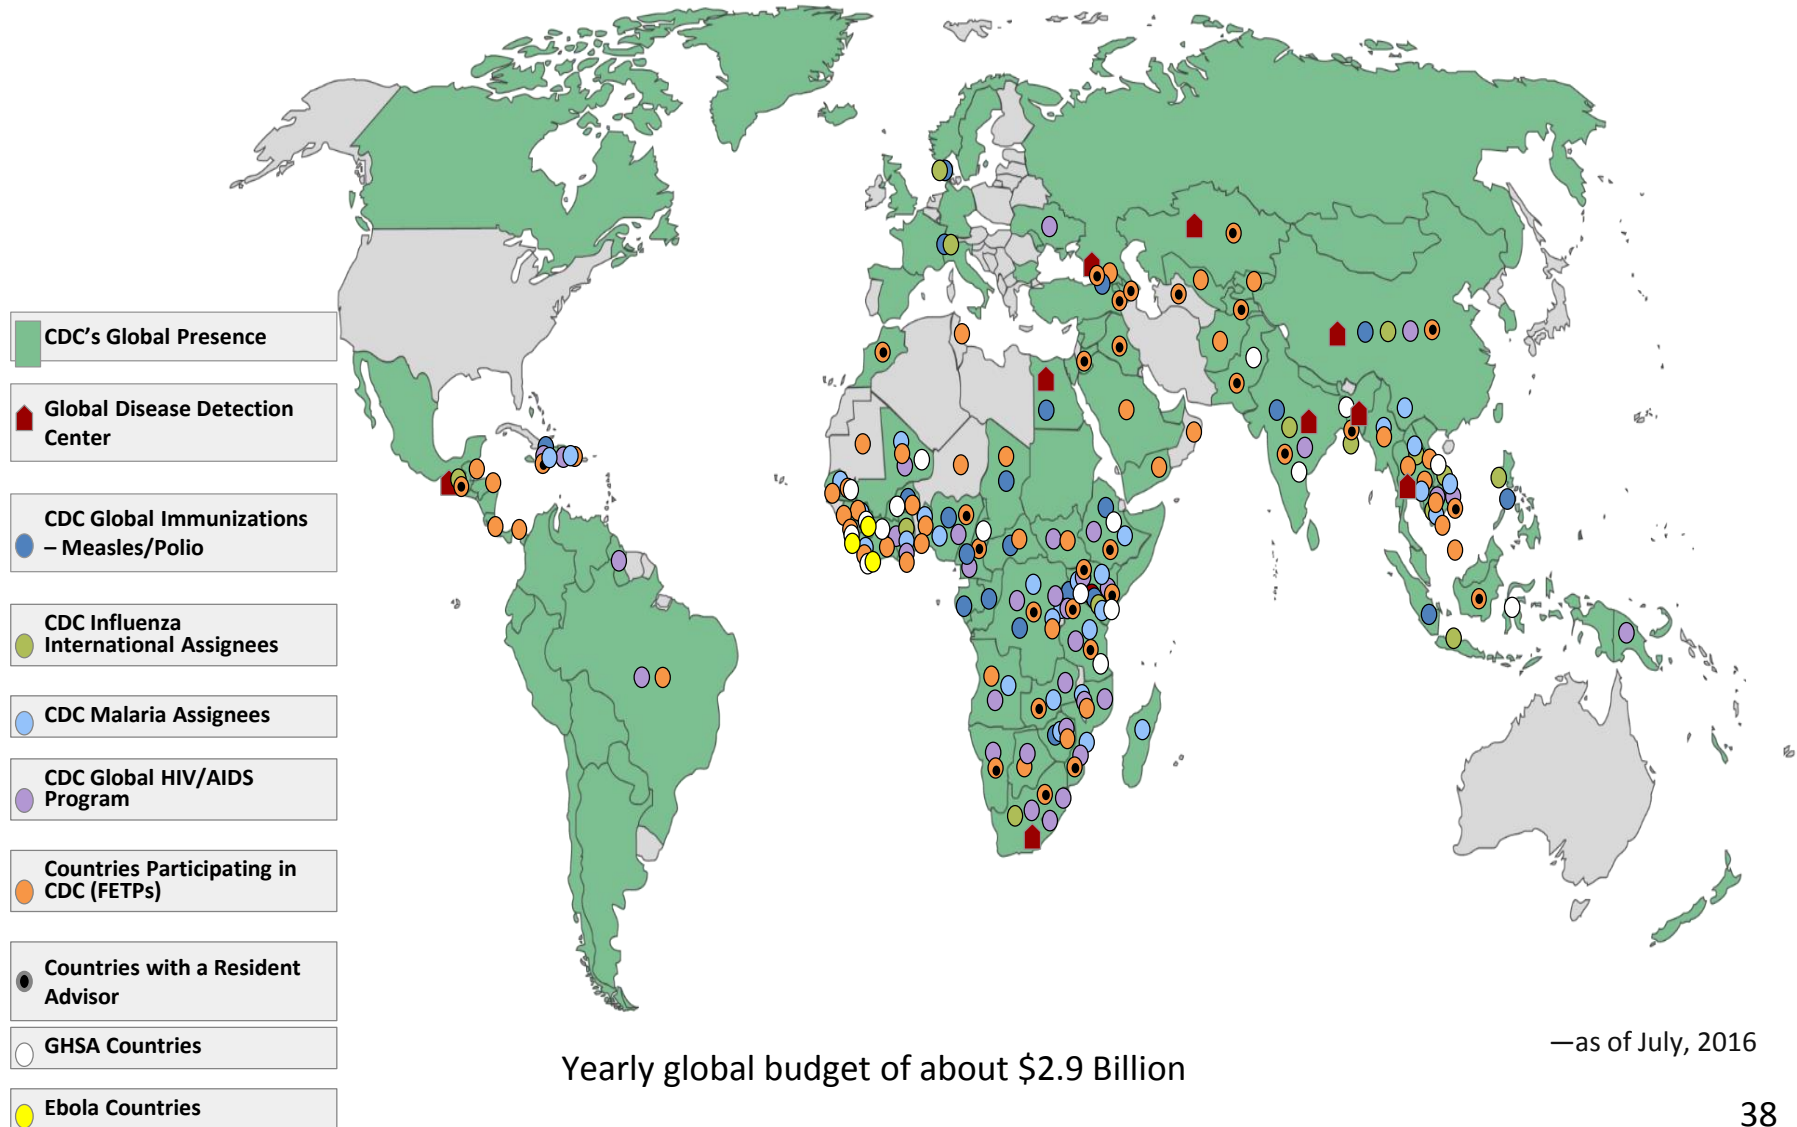 CDC’s Global Presence
Global Disease Detection
Center
CDC Global Immunizations
– Measles/Polio
CDC Influenza
International Assignees
CDC Malaria Assignees
CDC Global HIV/AIDS
Program
Countries Participating in
CDC (FETPs)
Countries with a Resident
Advisor
GHSA Countries
Ebola Countries
Yearly global budget of about $2.9 Billion
—as of July, 2016
38